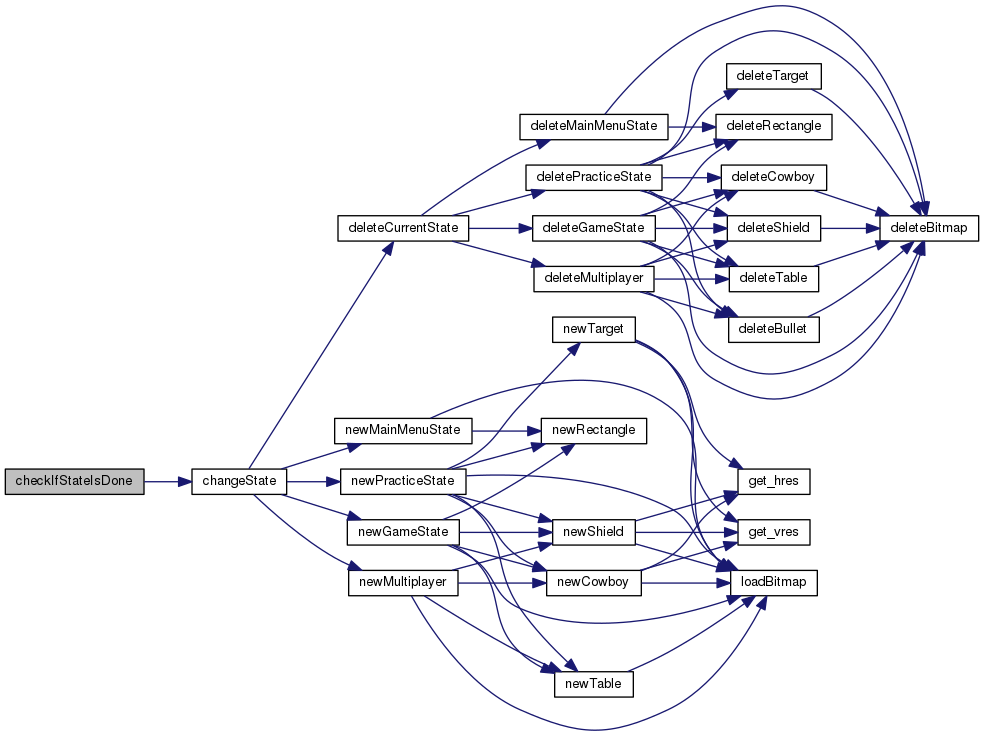 deleteTarget
deleteMainMenuState
deleteRectangle
deletePracticeState
deleteCowboy
deleteCurrentState
deleteGameState
deleteShield
deleteBitmap
deleteMultiplayer
deleteTable
newTarget
deleteBullet
newMainMenuState
newRectangle
checkIfStateIsDone
changeState
newPracticeState
get_hres
newGameState
newShield
get_vres
newMultiplayer
newCowboy
loadBitmap
newTable